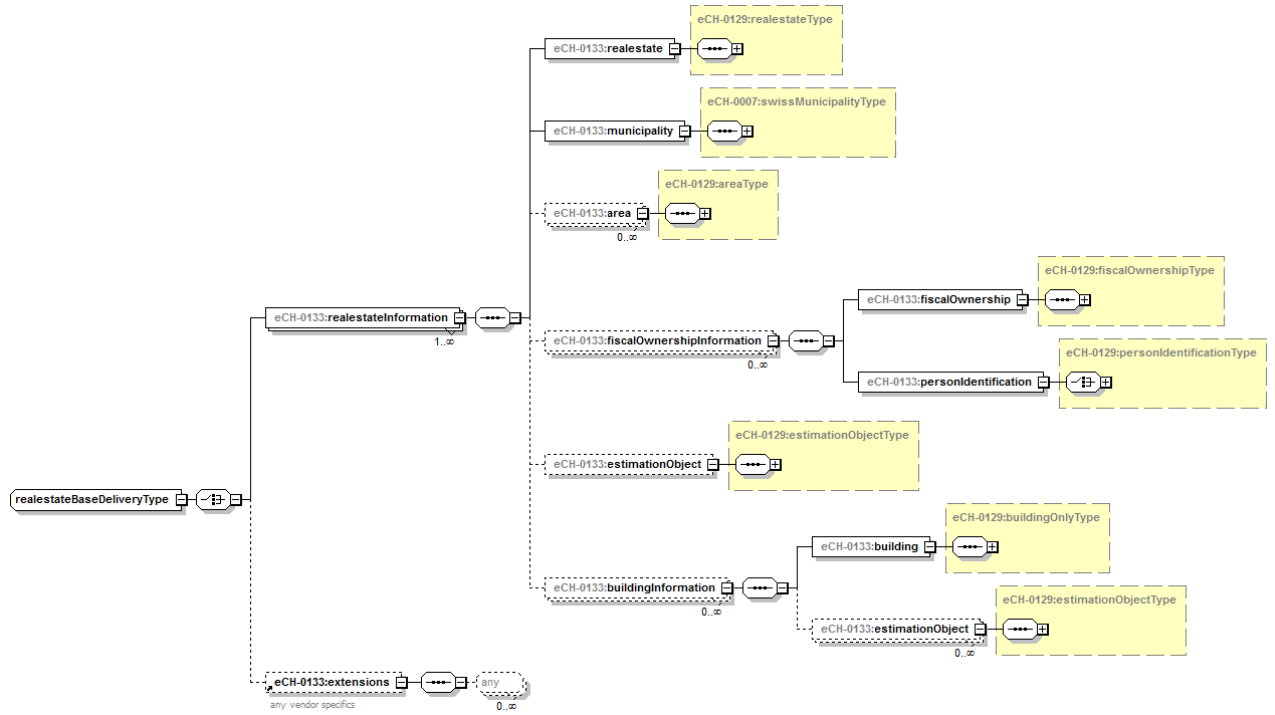 eCH-0129:realestateType
eCH-0133:realestate
eCH-0007:swissMunicipalityType
eCH-0133:municipality
eCH-0129:areaType
eCH-0133:area
0..∞
eCH-0129:fiscalOwnershipType
eCH-0133:fiscalOwnership
eCH-0133:realestateInformation
1..∞
eCH-0133:fiscalOwnershipInformation
0..∞
eCH-0129:personIdentificationType
eCH-0133:personIdentification
eCH-0129:estimationObjectType
eCH-0133:estimationObject
realestateBaseDeliveryType
eCH-0129:buildingOnlyType
eCH-0133:building
eCH-0133:buildingInformation
0..∞
eCH-0129:estimationObjectType
eCH-0133:estimationObject
0..∞
eCH-0133:extensions
any
0..∞
any vendor specifics